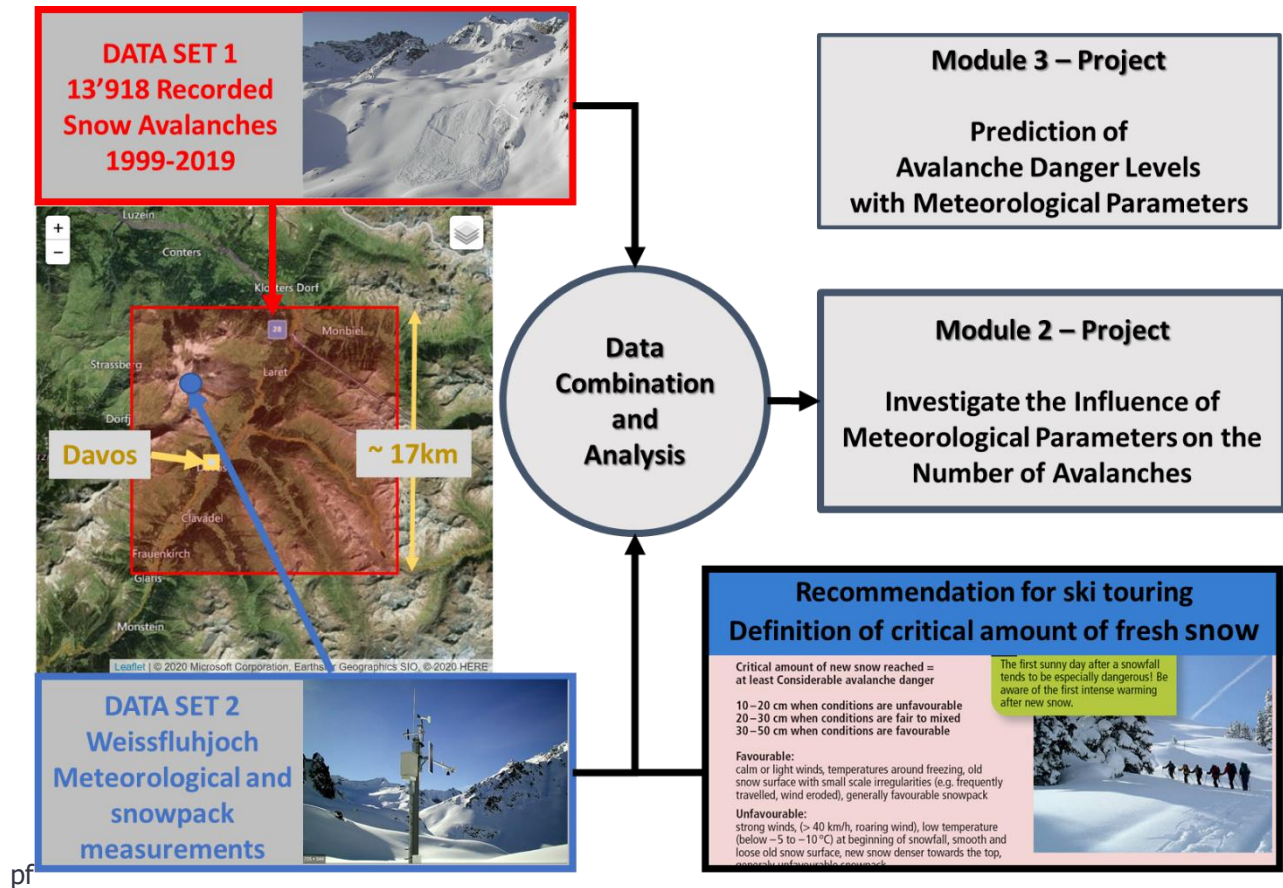 DATA SET 1
13’918 Recorded
Snow Avalanches
1999-2019
Module 3 – Project
Prediction of
Avalanche Danger Levels
with Meteorological Parameters
+
−
Luzein
Conters
Klosters Dorf
28
Monbiel
Strassberg
Laret
Dorfj
Davos
~ 17km
Clavadel
Frauenkirch
Glaris
Monstein
Leaflet | © 2020 Microsoft Corporation, Earthstar Geographics SIO, © 2020 HERE
Data
Combination
and
Analysis
Module 2 – Project
Investigate the Influence of
Meteorological Parameters on the
Number of Avalanches
DATA SET 2
Weissfluhjoch
Meteorological and
snowpack
measurements
Recommendation for ski touring
Definition of critical amount of fresh snow
Critical amount of new snow reached =
at least Considerable avalanche danger
10–20 cm when conditions are unfavourable
20–30 cm when conditions are fair to mixed
30–50 cm when conditions are favourable
The first sunny day after a snowfall
tends to be especially dangerous! Be
aware of the first intense warming
after new snow.
Favourable:
calm or light winds, temperatures around freezing, old
snow surface with small scale irregularities (e.g. frequently
travelled, wind eroded), generally favourable snowpack
Unfavourable:
strong winds, (> 40 km/h, roaring wind), low temperature
(below −5 to −10 °C) at beginning of snowfall, smooth and
loose old snow surface, new snow denser towards the top,
pf